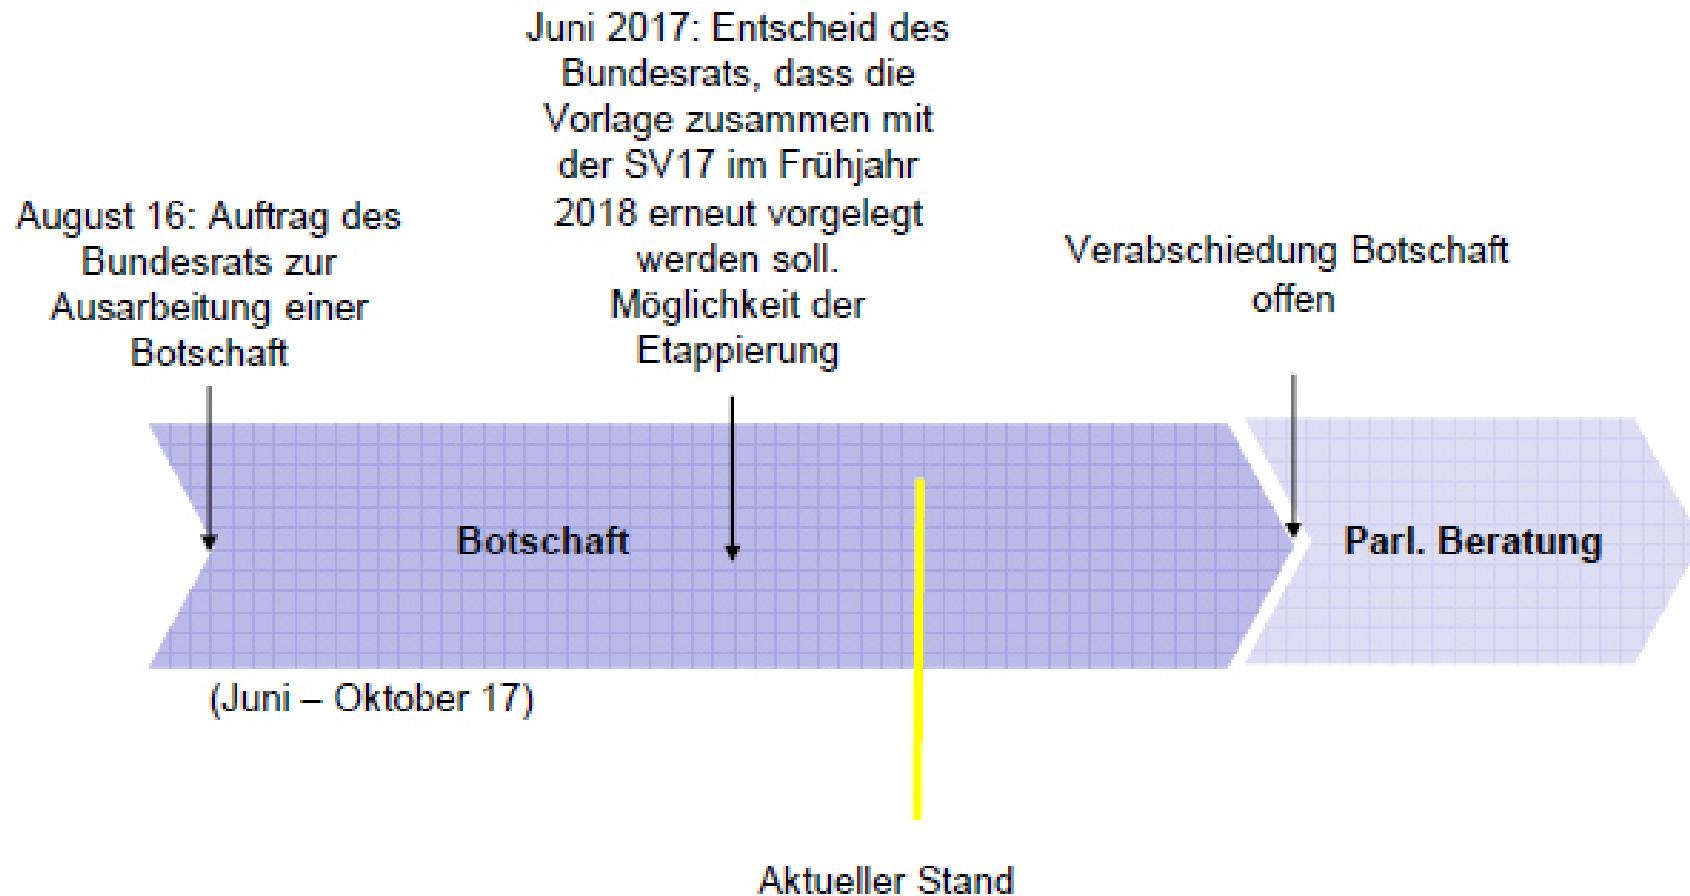 Juni 2017: Entscheid des
Bundesrats, dass die
Vorlage zusammen mit
der SV17 im Frühjahr
2018 erneut vorgelegt
werden soll.
Möglichkeit der
Etappierung
August 16: Auftrag des
Bundesrats zur
Ausarbeitung einer
Botschaft
Verabschiedung Botschaft
offen
Botschaft
Parl. Beratung
(Juni – Oktober 17)
Aktueller Stand